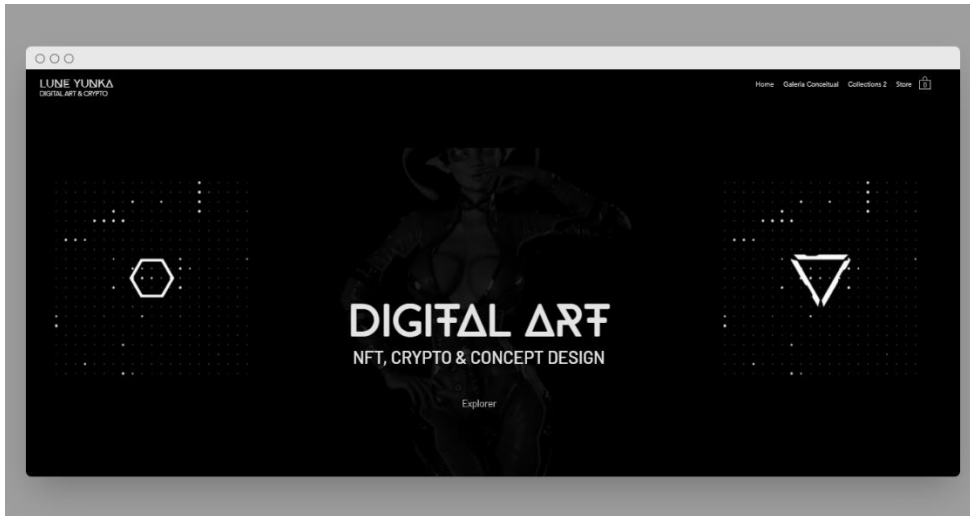 LUNE YUNKA
DIGITAL ART & CRYPTO
Home Galeria Conceitual Collections 2 Store 0
DIGITAL ART
NFT, CRYPTO & CONCEPT DESIGN
Explorer